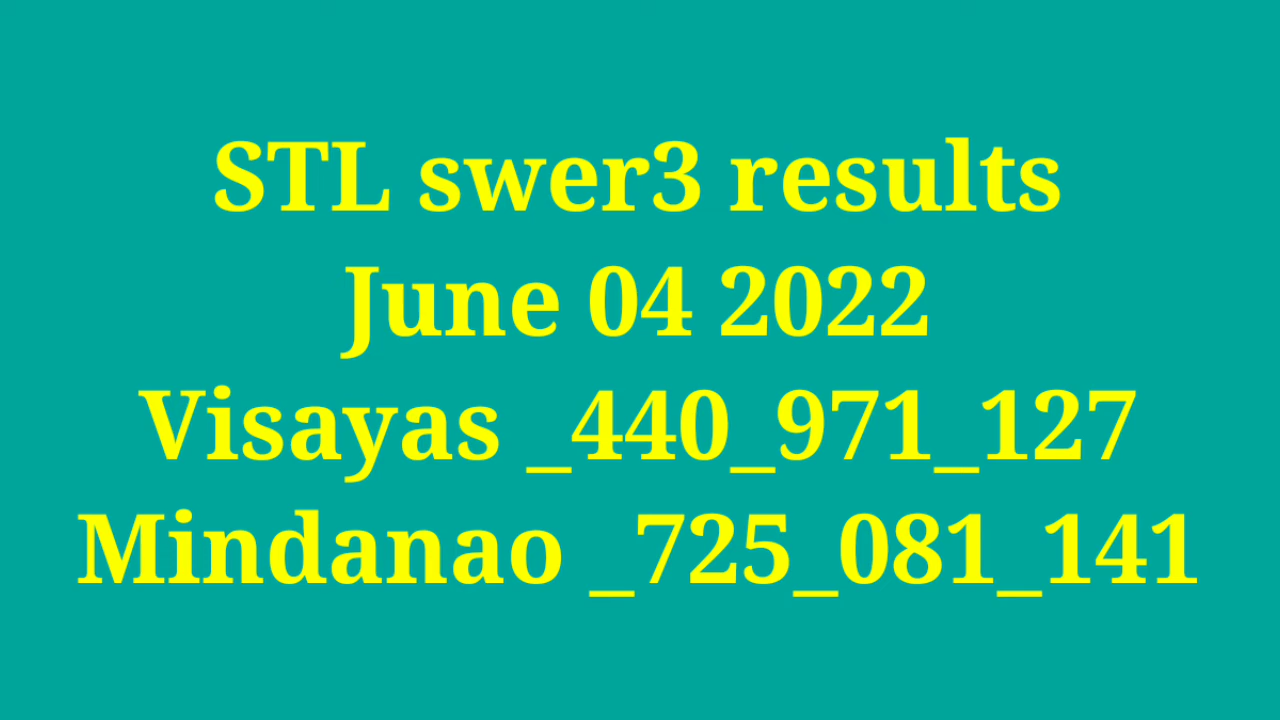 STL swer3 results
June 04 2022
Visayas _440_971_127
Mindanao _725_081_141